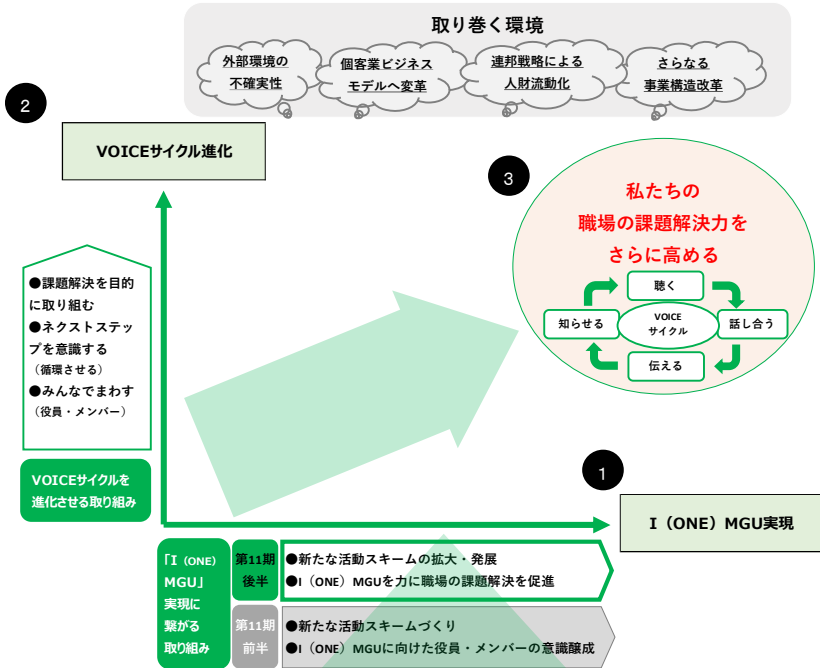 取り巻く環境
外部環境の
不確実性
個客業ビジネス
モデルへ変革
連邦戦略による
人財流動化
さらなる
事業構造改革
2
VOICEサイクル進化
3
私たちの
職場の課題解決力を
さらに高める
聴く
知らせる
VOICE
サイクル
話し合う
伝える
●課題解決を目的
に取り組む
●ネクストステッ
プを意識する
（循環させる）
●みんなでまわす
（役員・メンバー）
VOICEサイクルを
進化させる取り組み
1
I（ONE）MGU実現
「I（ONE）
MGU」
実現に
繋がる
取り組み
第11期
後半
●新たな活動スキームの拡大・発展
●I（ONE）MGUを力に職場の課題解決を促進
第11期
前半
●新たな活動スキームづくり
●I（ONE）MGUに向けた役員・メンバーの意識醸成